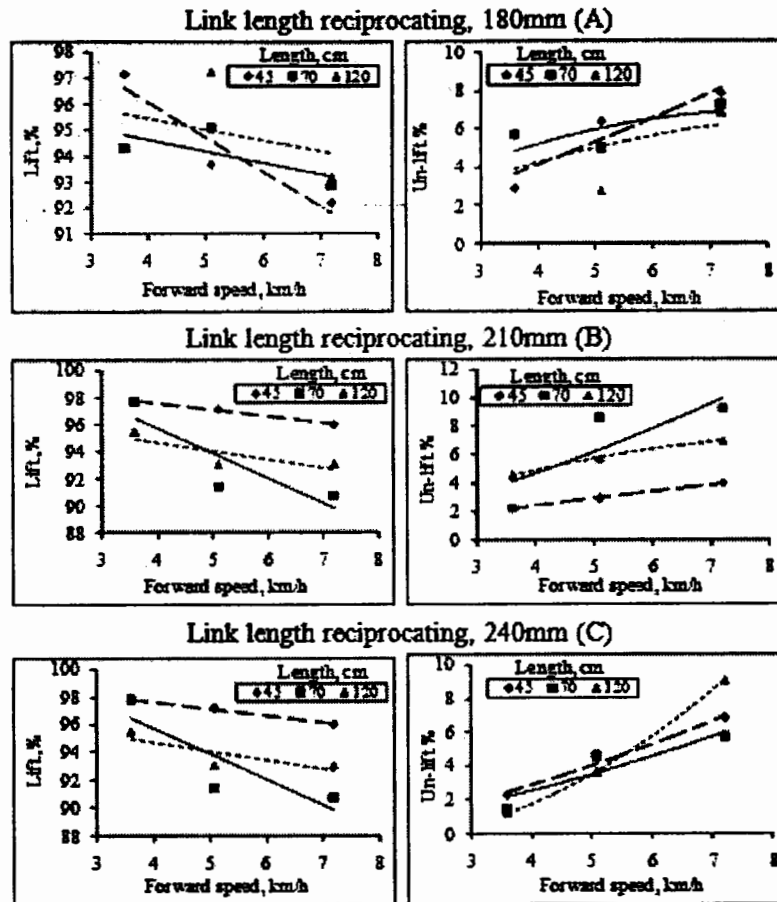 Link length reciprocating, 180mm (A)
Length, cm
45 70 120
98
97
96
95
94
93
92
91
Lift, %
3 4 5 6 7 8
Forward speed, km/h
Length, cm
45 70 120
10
8
6
4
2
0
Un-lift, %
3 4 5 6 7 8
Forward speed, km/h
Link length reciprocating, 210mm (B)
Length, cm
45 70 120
100
98
96
94
92
90
88
Lift, %
3 4 5 6 7 8
Forward speed, km/h
Length, cm
45 70 120
12
10
8
6
4
2
0
Un-lift, %
3 4 5 6 7 8
Forward speed, km/h
Link length reciprocating, 240mm (C)
Length, cm
45 70 120
100
98
96
94
92
90
88
Lift, %
3 4 5 6 7 8
Forward speed, km/h
Length, cm
45 70 120
10
8
6
4
2
0
Un-lift, %
3 4 5 6 7 8
Forward speed, km/h